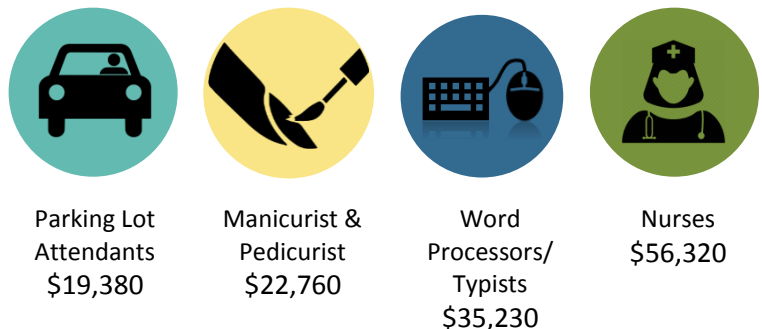 Parking Lot
Attendants
$19,380
Manicurist &
Pedicurist
$22,760
Word
Processors/
Typists
$35,230
Nurses
$56,320